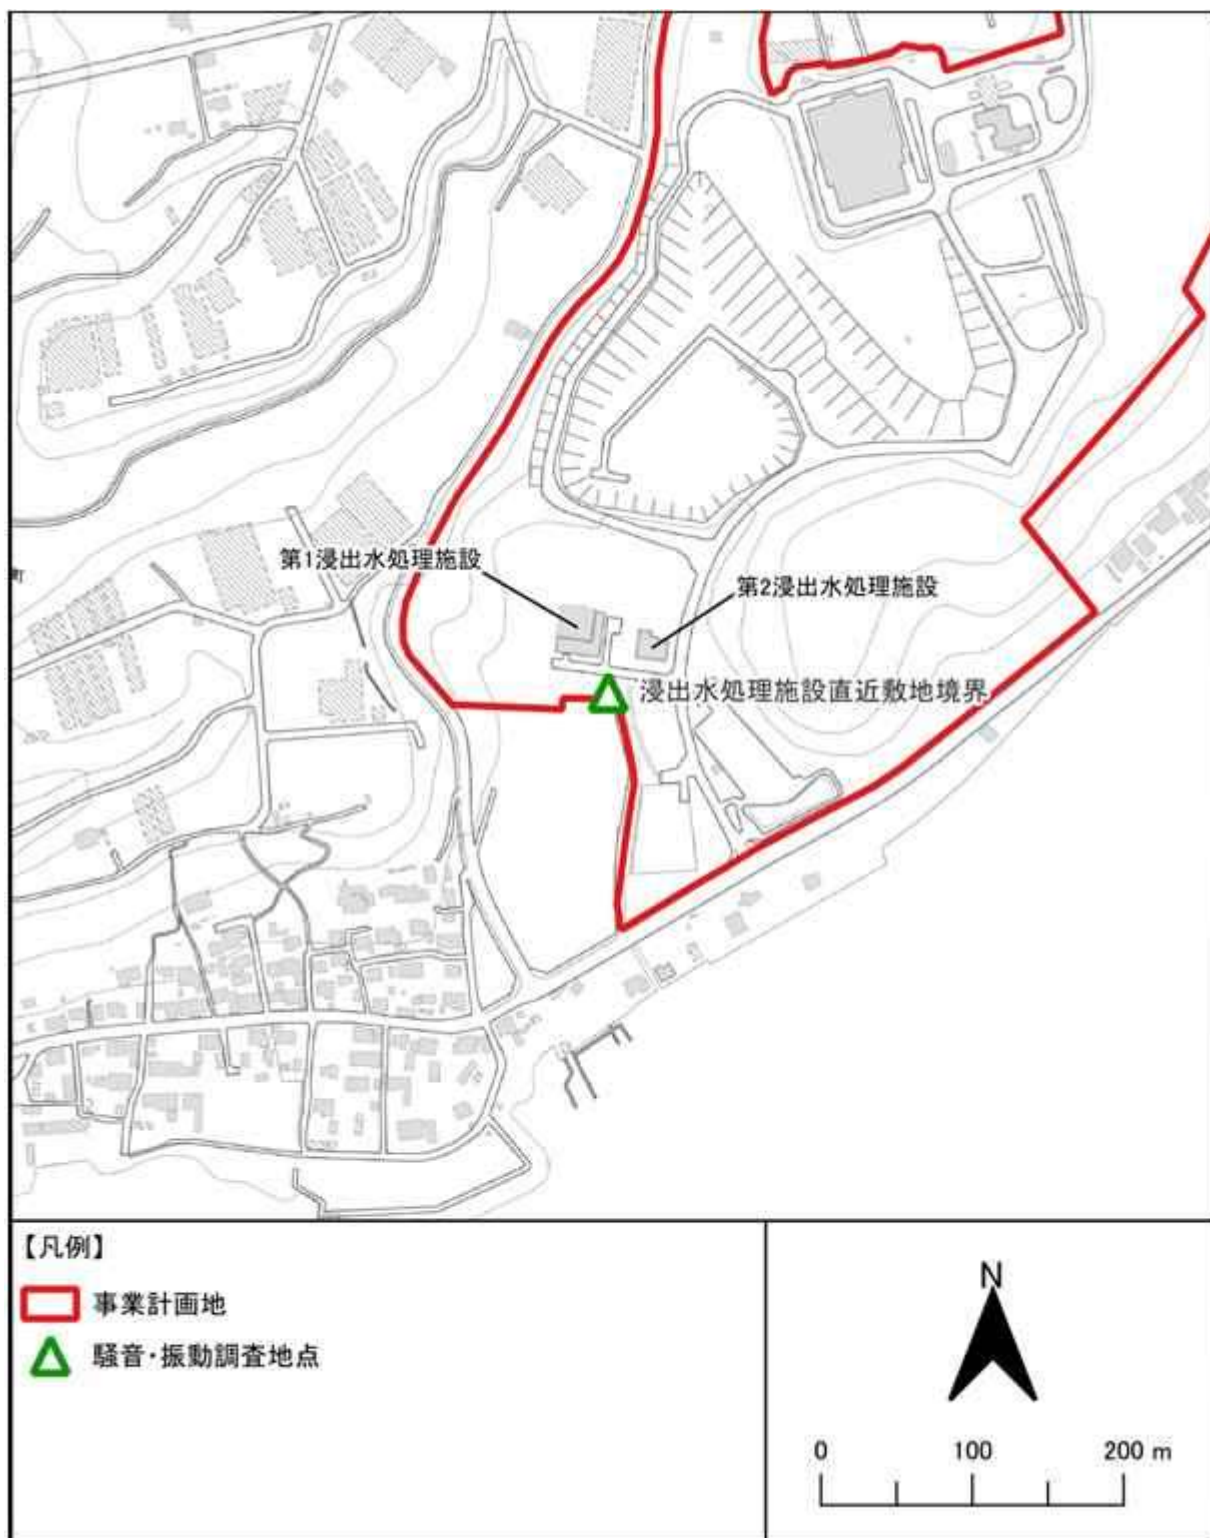 第1浸出水処理施設
町
第2浸出水処理施設
浸出水処理施設直近敷地境界
【凡例】
事業計画地
騒音・振動調査地点
N
0 100 200 m